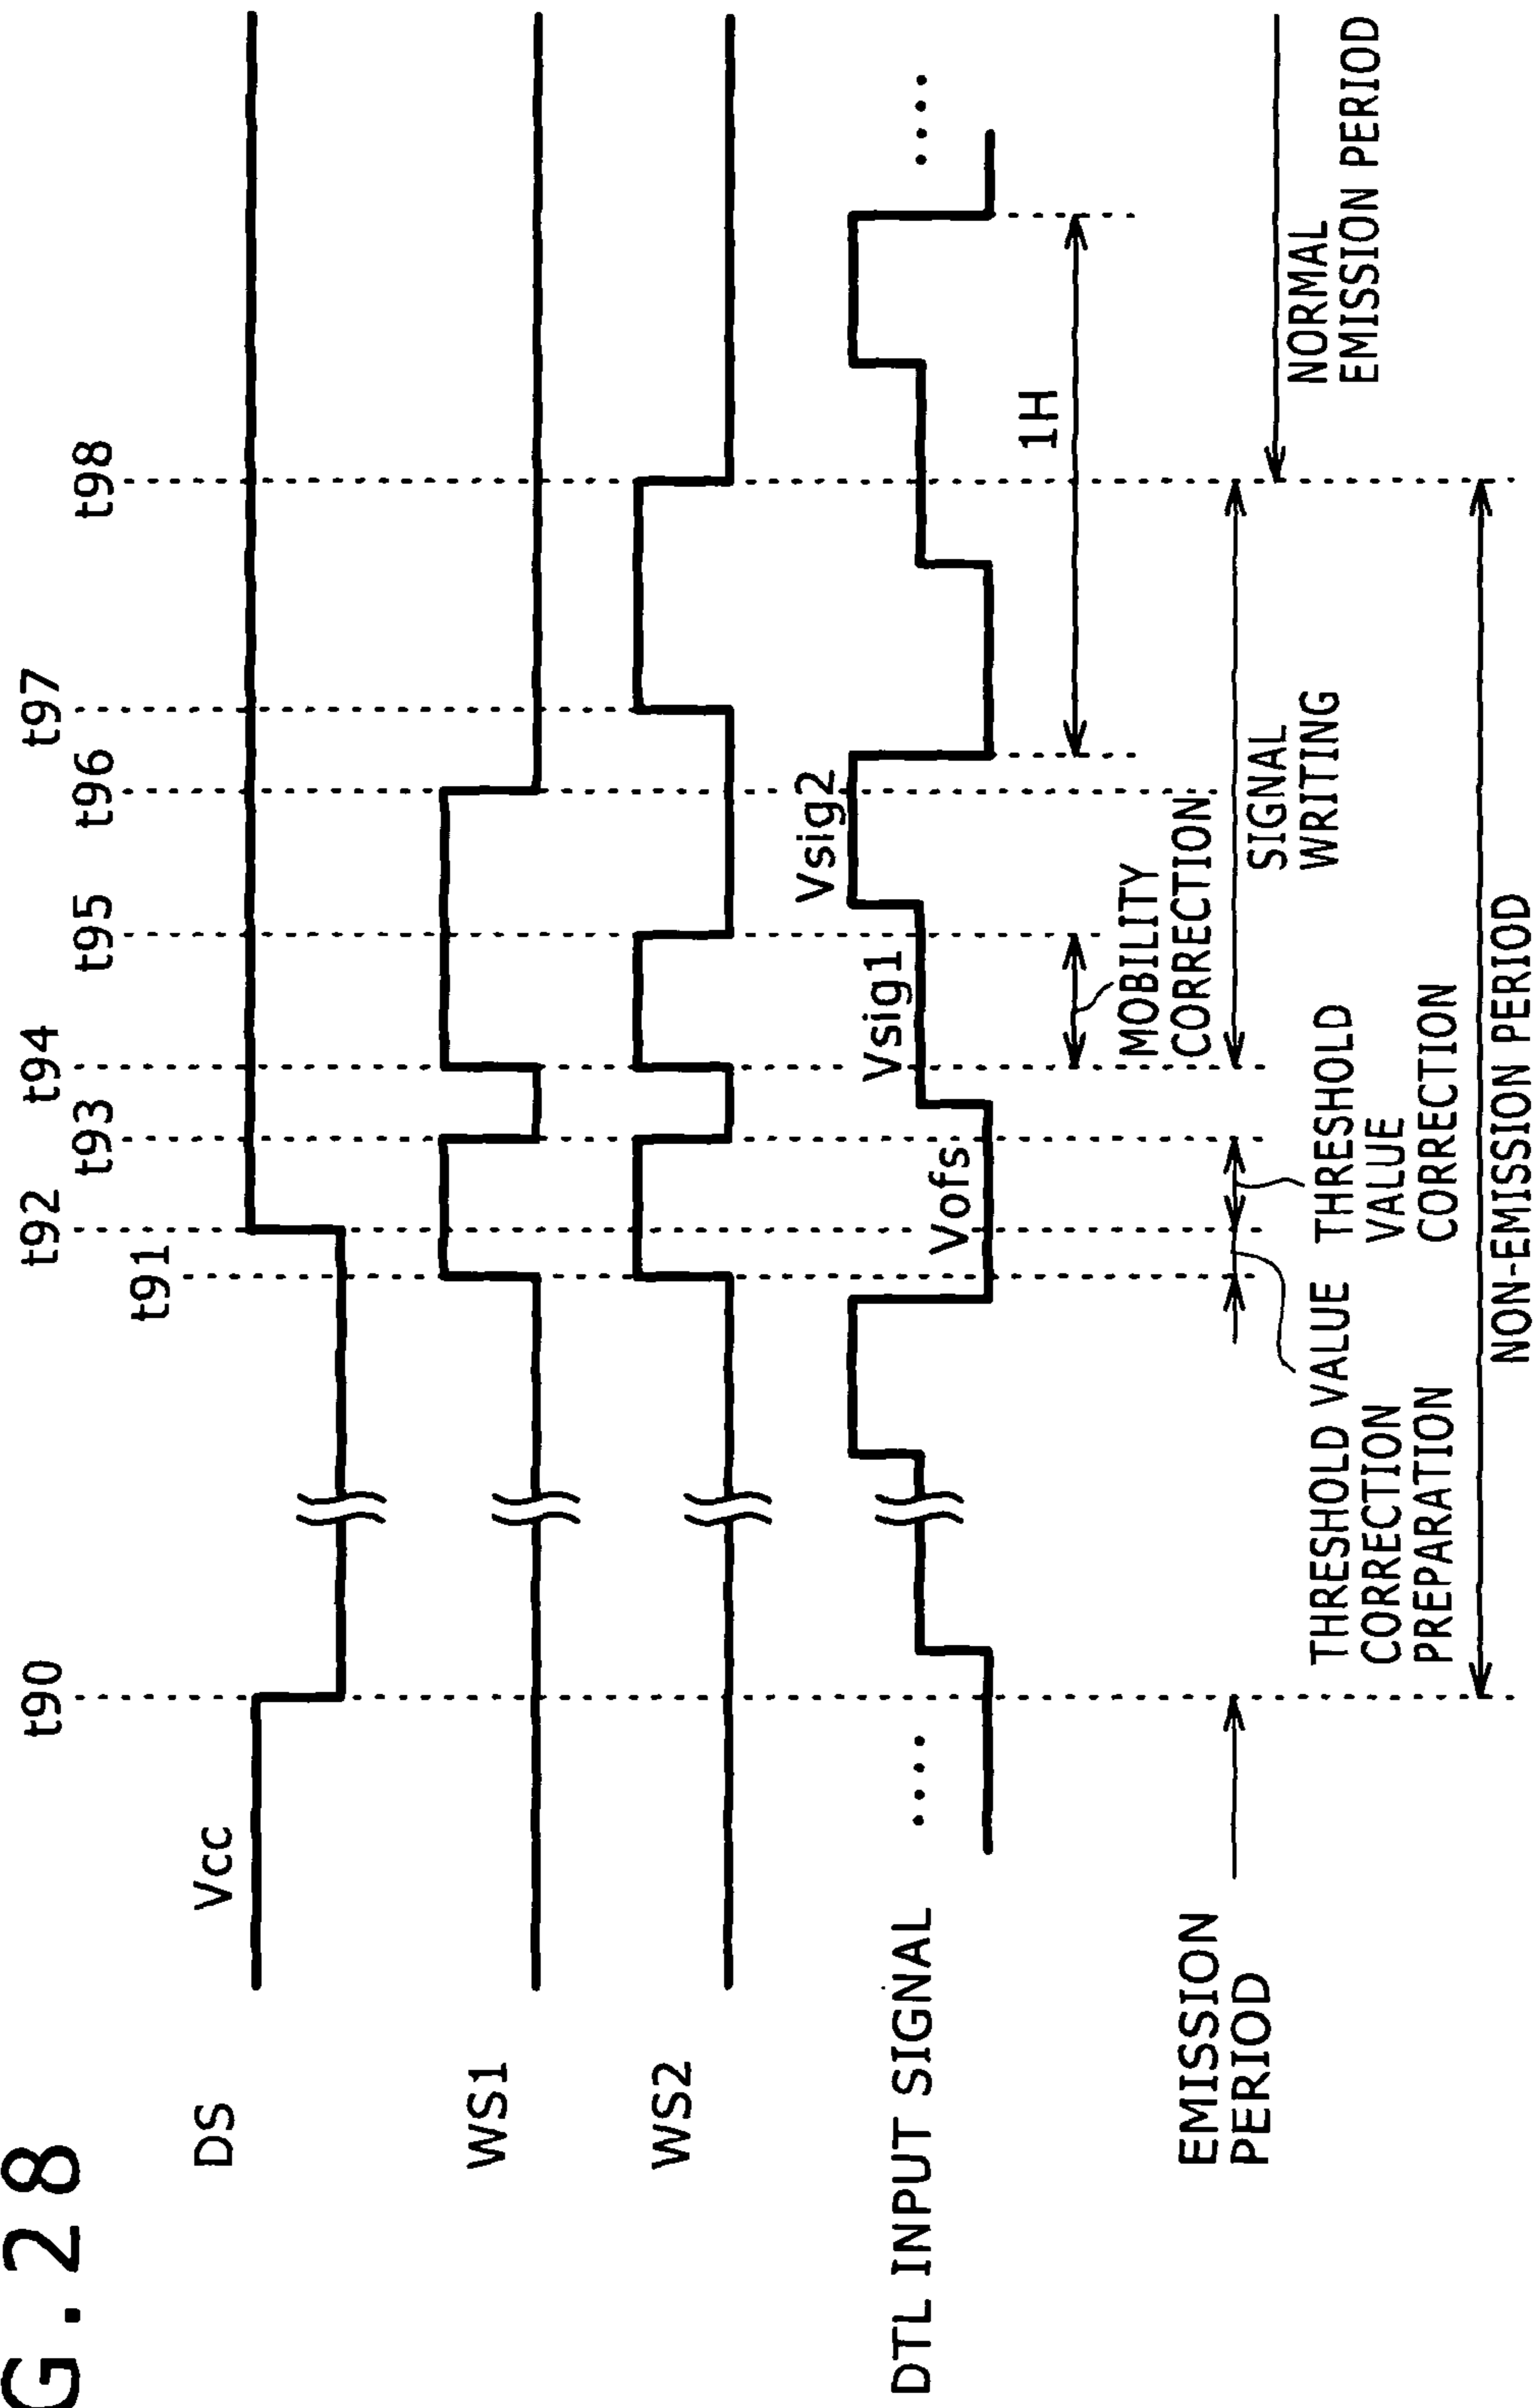 G.28
t90
t91
t92
t93
t94
t95
t96
t97
t98
DS
Vcc
WS1
WS2
DTL INPUT SIGNAL
Vofs
Vsig1
Vsig2
1H
MOBILITY
CORRECTION
EMISSION
PERIOD
SIGNAL
WRITING
NORMAL
EMISSION PERIOD
THRESHOLD VALUE
CORRECTION
PREPARATION
THRESHOLD
VALUE
CORRECTION
NON-EMISSION PERIOD